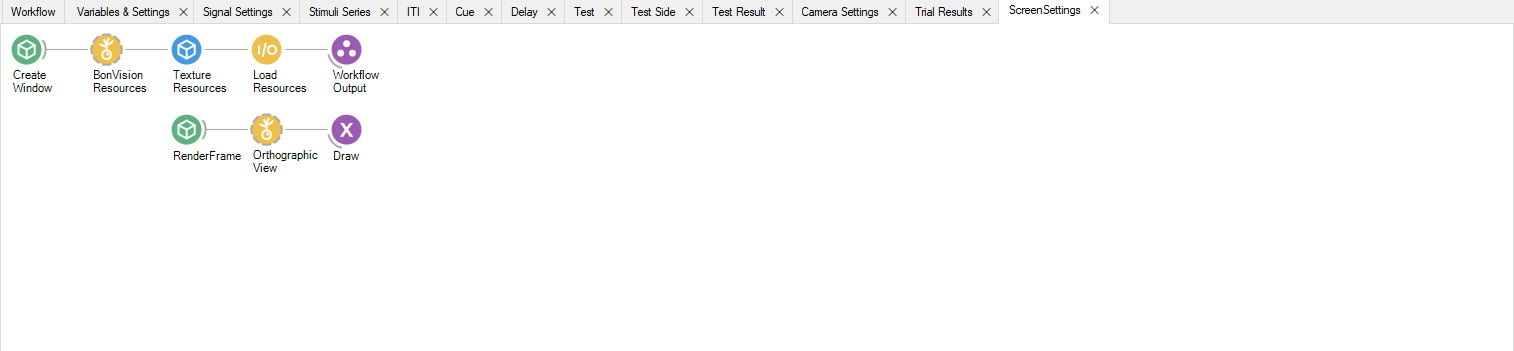 Workflow Variables & Settings Signal Settings Stimuli Series ITI Cue Delay Test Test Side Test Result Camera Settings Trial Results ScreenSettings
I/O
Create BonVision Texture Load Workflow
Window Resources Resources Resources Output
X
RenderFrame Orthographic Draw
View